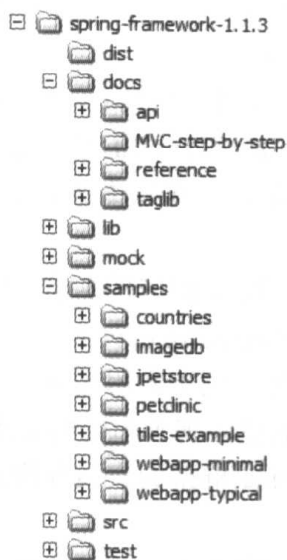 spring-framework-1.1.3
dist
docs
api
MVC-step-by-step
reference
taglib
lib
mock
samples
countries
imagedb
jpetstore
petclinic
tiles-example
webapp-minimal
webapp-typical
src
test